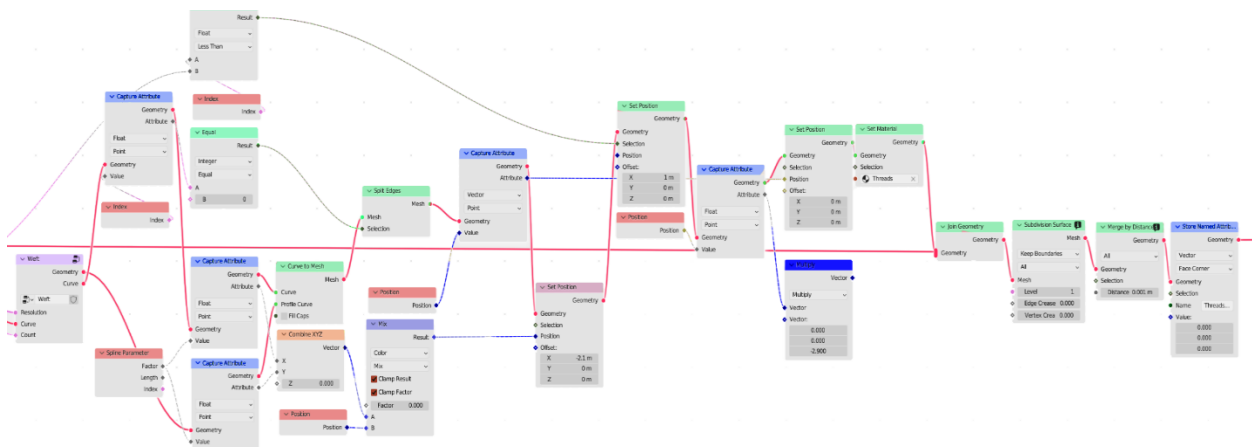 Result
Float
Less Than
A
B
Index
Index
Capture Attribute
Geometry
Attribute
Float
Point
Geometry
Value
Index
Index
Equal
Result
Integer
Equal
A
B 0
Weft
Geometry
Curve
Weft
Resolution
Curve
Count
Spline Parameter
Factor
Length
Index
Capture Attribute
Geometry
Attribute
Float
Point
Geometry
Value
Capture Attribute
Geometry
Attribute
Float
Point
Geometry
Value
Curve to Mesh
Mesh
Curve
Profile Curve
Fill Caps
Combine XYZ
Vector
X
Y
Z 0.000
Position
Position
Split Edges
Mesh
Mesh
Selection
Position
Position
Mix
Result
Color
Mix
Clamp Result
Clamp Factor
Factor 0.000
A
B
Capture Attribute
Geometry
Attribute
Vector
Point
Geometry
Value
Set Position
Geometry
Geometry
Selection
Position
Offset:
X -2.1 m
Y 0 m
Z 0 m
Set Position
Geometry
Geometry
Selection
Position
Offset:
X 1 m
Y 0 m
Z 0 m
Position
Position
Capture Attribute
Geometry
Attribute
Float
Point
Geometry
Value
Set Position
Geometry
Geometry
Selection
Position
Offset:
X 0 m
Y 0 m
Z 0 m
Vector
Multiply
Vector
Vector:
0.000
0.000
-2.900
Set Material
Geometry
Geometry
Selection
Threads
Join Geometry
Geometry
Geometry
Subdivision Surface
Mesh
Keep Boundaries
All
Mesh
Level 1
Edge Crease 0.000
Vertex Crea 0.000
Merge by Distanc
Geometry
All
Geometry
Selection
Distance 0.001 m
Store Named Attrib...
Geometry
Vector
Face Corner
Geometry
Selection
Name Threads...
Value:
0.000
0.000
0.000